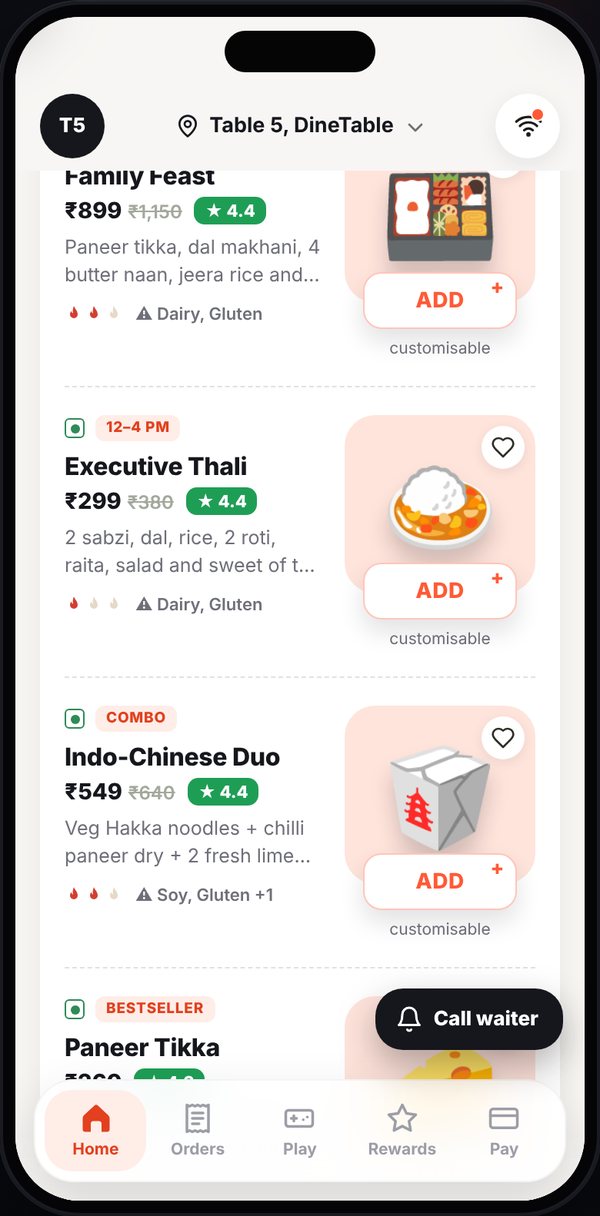 T5
Table 5, DineTable
Family Feast
₹899 ₹1,150 ★ 4.4
Paneer tikka, dal makhani, 4
butter naan, jeera rice and...
Dairy, Gluten
ADD +
customisable
12–4 PM
Executive Thali
₹299 ₹380 ★ 4.4
2 sabzi, dal, rice, 2 roti,
raita, salad and sweet of t...
Dairy, Gluten
ADD +
customisable
COMBO
Indo-Chinese Duo
₹549 ₹640 ★ 4.4
Veg Hakka noodles + chilli
paneer dry + 2 fresh lime...
Soy, Gluten +1
ADD +
customisable
BESTSELLER
Paneer Tikka
Call waiter
Home
Orders
Play
Rewards
Pay